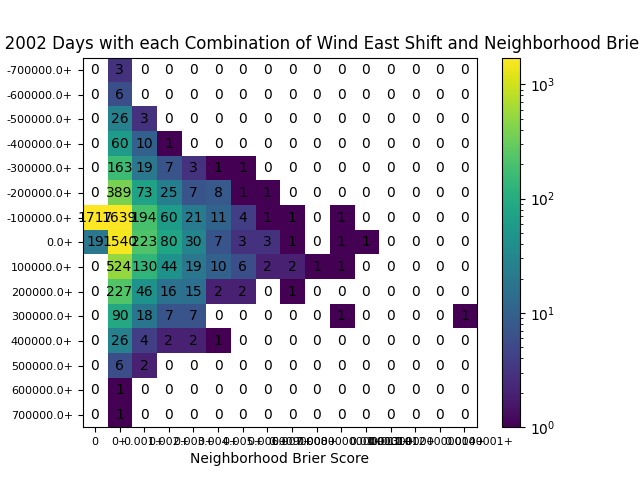 2002 Days with each Combination of Wind East Shift and Neighborhood Brie
-700000.0+ 0 3 0 0 0 0 0 0 0 0 0 0 0 0 0 0
-600000.0+ 0 6 0 0 0 0 0 0 0 0 0 0 0 0 0 0
-500000.0+ 0 26 3 0 0 0 0 0 0 0 0 0 0 0 0 0
-400000.0+ 0 60 10 1 0 0 0 0 0 0 0 0 0 0 0 0
-300000.0+ 0 163 19 7 3 1 1 0 0 0 0 0 0 0 0 0
-200000.0+ 0 389 73 25 7 8 1 1 0 0 0 0 0 0 0 0
-100000.0+ 1717 1639 194 60 21 11 4 1 1 0 1 0 0 0 0 0
0.0+ 19 1540 223 80 30 7 3 3 1 0 1 1 0 0 0 0
100000.0+ 0 524 130 44 19 10 6 2 2 1 1 0 0 0 0 0
200000.0+ 0 227 46 16 15 2 2 0 1 0 0 0 0 0 0 0
300000.0+ 0 90 18 7 7 0 0 0 0 0 1 0 0 0 0 1
400000.0+ 0 26 4 2 2 1 0 0 0 0 0 0 0 0 0 0
500000.0+ 0 6 2 0 0 0 0 0 0 0 0 0 0 0 0 0
600000.0+ 0 1 0 0 0 0 0 0 0 0 0 0 0 0 0 0
700000.0+ 0 1 0 0 0 0 0 0 0 0 0 0 0 0 0 0
0 0+
Neighborhood Brier Score
10³
10²
10¹
10⁰